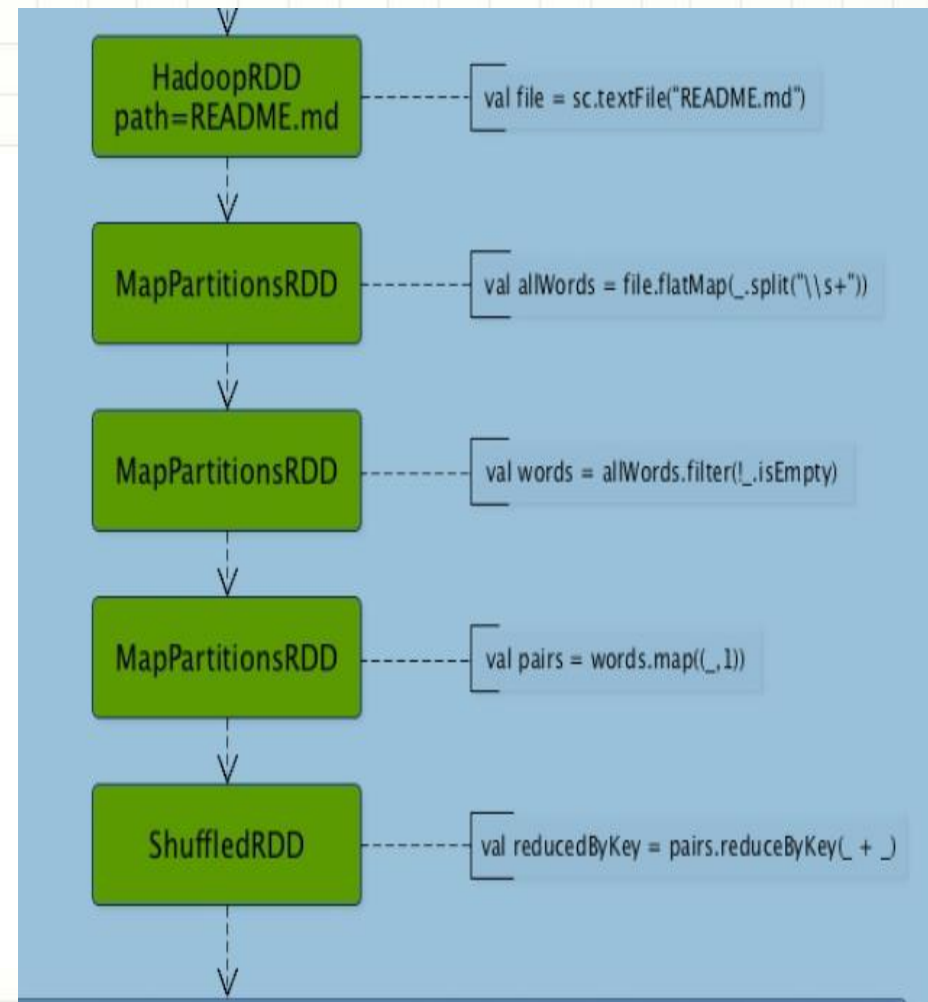 HadoopRDD
path=README.md
val file = sc.textFile("README.md")
MapPartitionsRDD
val allWords = file.flatMap(_.split("\\s+"))
MapPartitionsRDD
val words = allWords.filter(!_.isEmpty)
MapPartitionsRDD
val pairs = words.map((_,1))
ShuffledRDD
val reducedByKey = pairs.reduceByKey(_ + _)